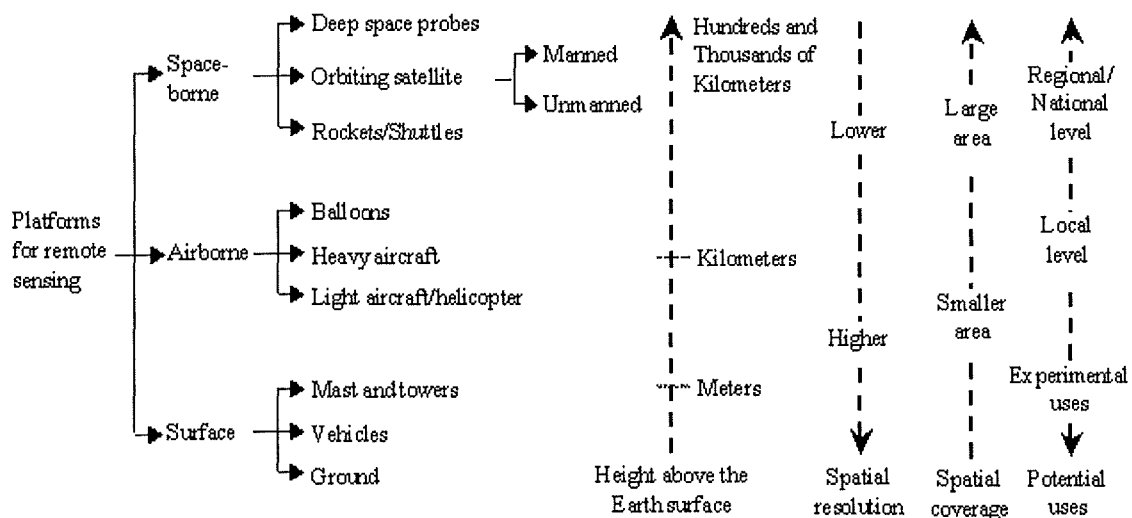 Platforms
for remote
sensing
Space-
borne
Deep space probes
Orbiting satellite
Manned
Unmanned
Rockets/Shuttles
Airborne
Balloons
Heavy aircraft
Light aircraft/helicopter
Surface
Mast and towers
Vehicles
Ground
Hundreds and
Thousands of
Kilometers
Kilometers
Meters
Height above the
Earth surface
Lower
Higher
Spatial
resolution
Large
area
Smaller
area
Spatial
coverage
Regional/
National
level
Local
level
Experimental
uses
Potential
uses